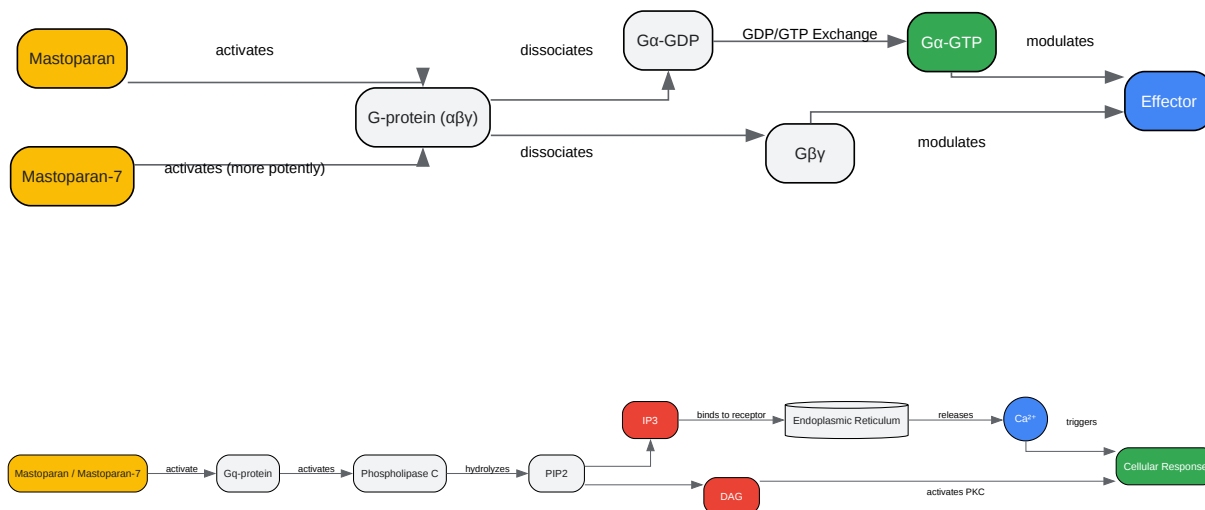 Mastoparan
activates
dissociates
Gα-GDP
GDP/GTP Exchange
Gα-GTP
modulates
Effector
G-protein (αβγ)
Mastoparan-7
activates (more potently)
dissociates
Gβγ
modulates
IP3
binds to receptor
Endoplasmic Reticulum
releases
Ca²⁺
triggers
Mastoparan / Mastoparan-7
activate
Gq-protein
activates
Phospholipase C
hydrolyzes
PIP2
DAG
activates PKC
Cellular Response